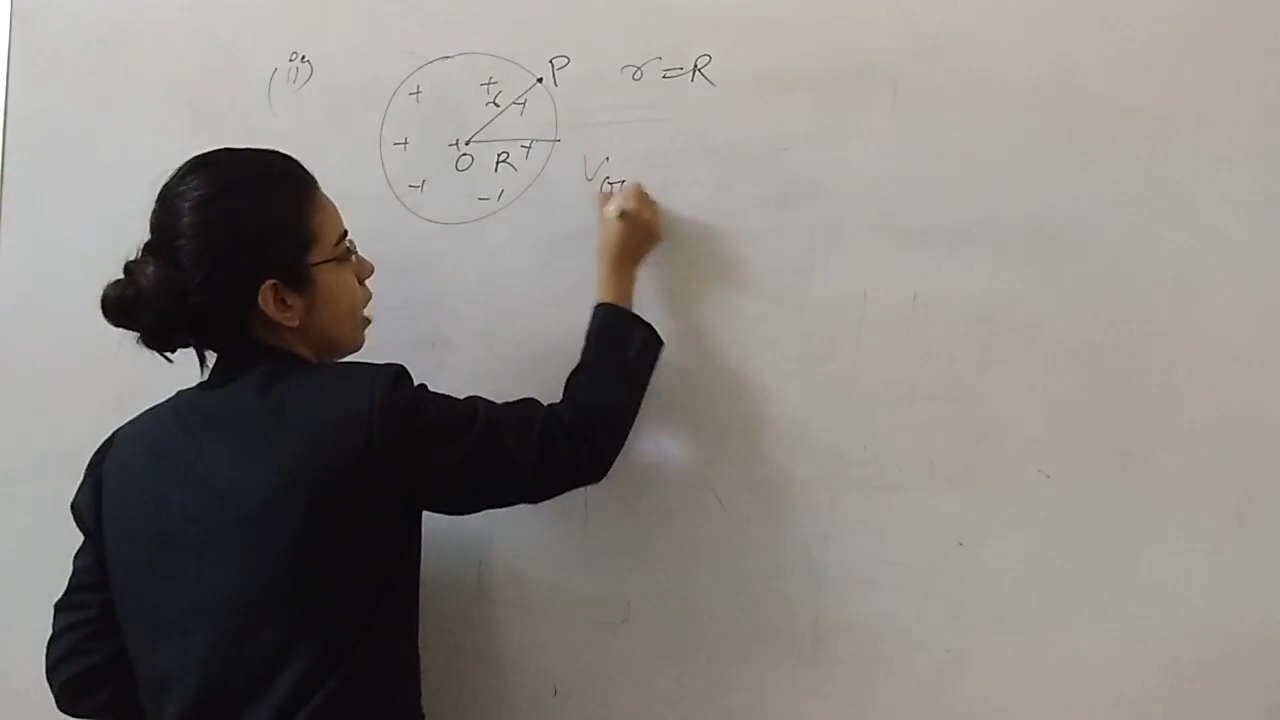 (ii)
P
r = R
+ + +
r
+ + +
O R
+ -
V(r